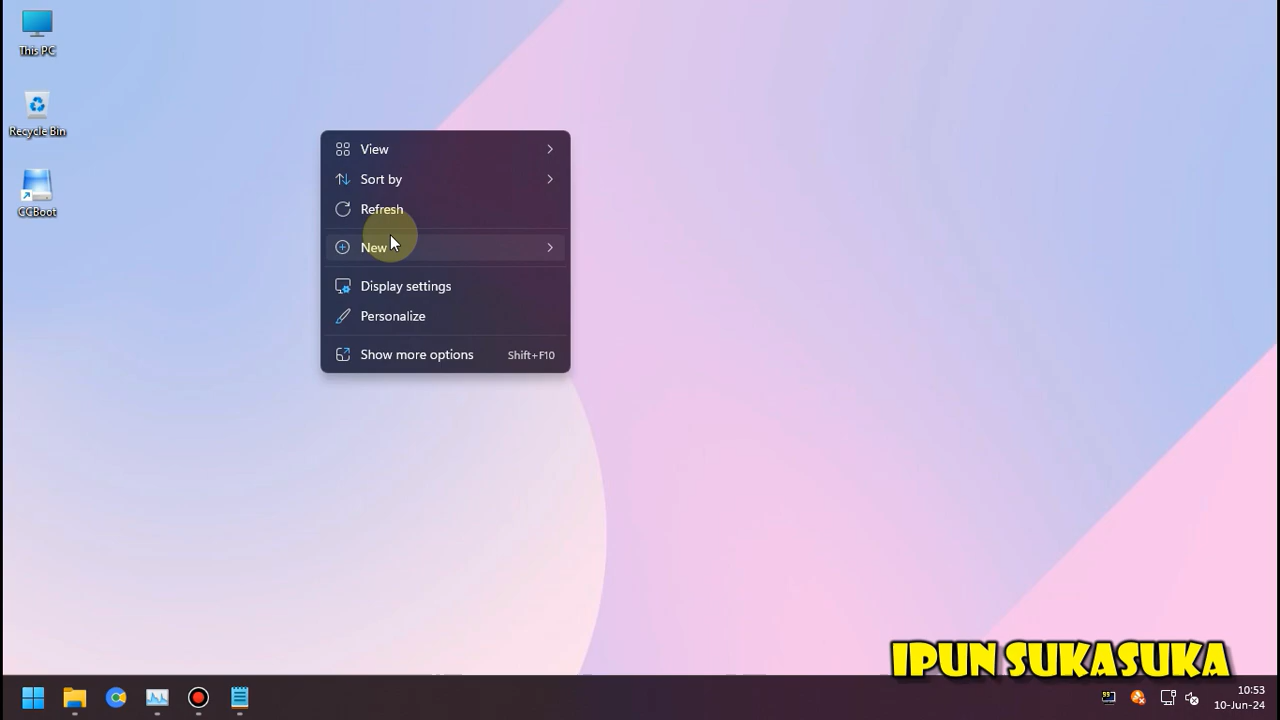 This PC
Recycle Bin
CCBoot
View
Sort by
Refresh
New
Display settings
Personalize
Show more options Shift+F10
IPUN SUKASUKA
99
10:53
10-Jun-24